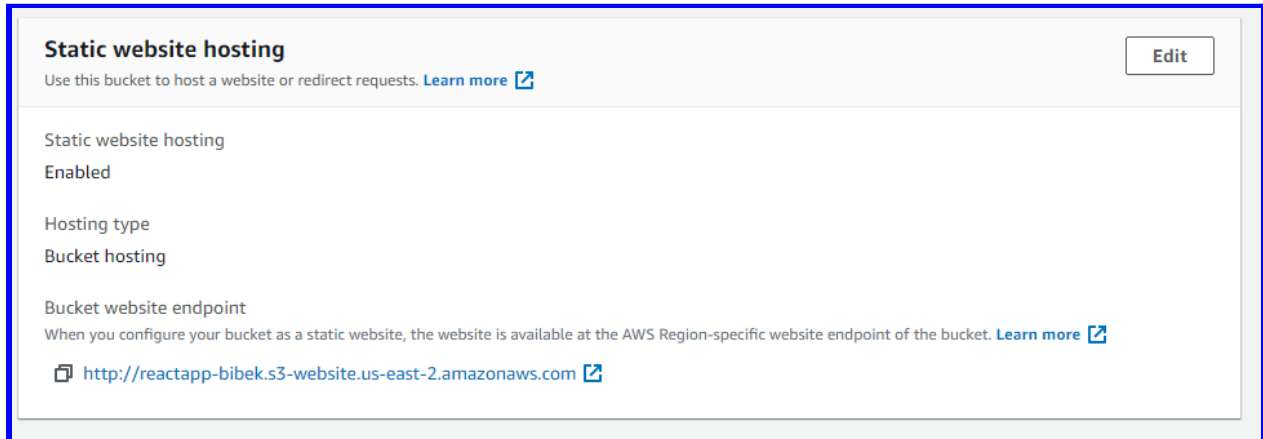 Static website hosting
Edit
Use this bucket to host a website or redirect requests. Learn more
Static website hosting
Enabled
Hosting type
Bucket hosting
Bucket website endpoint
When you configure your bucket as a static website, the website is available at the AWS Region-specific website endpoint of the bucket. Learn more
http://reactapp-bibek.s3-website.us-east-2.amazonaws.com